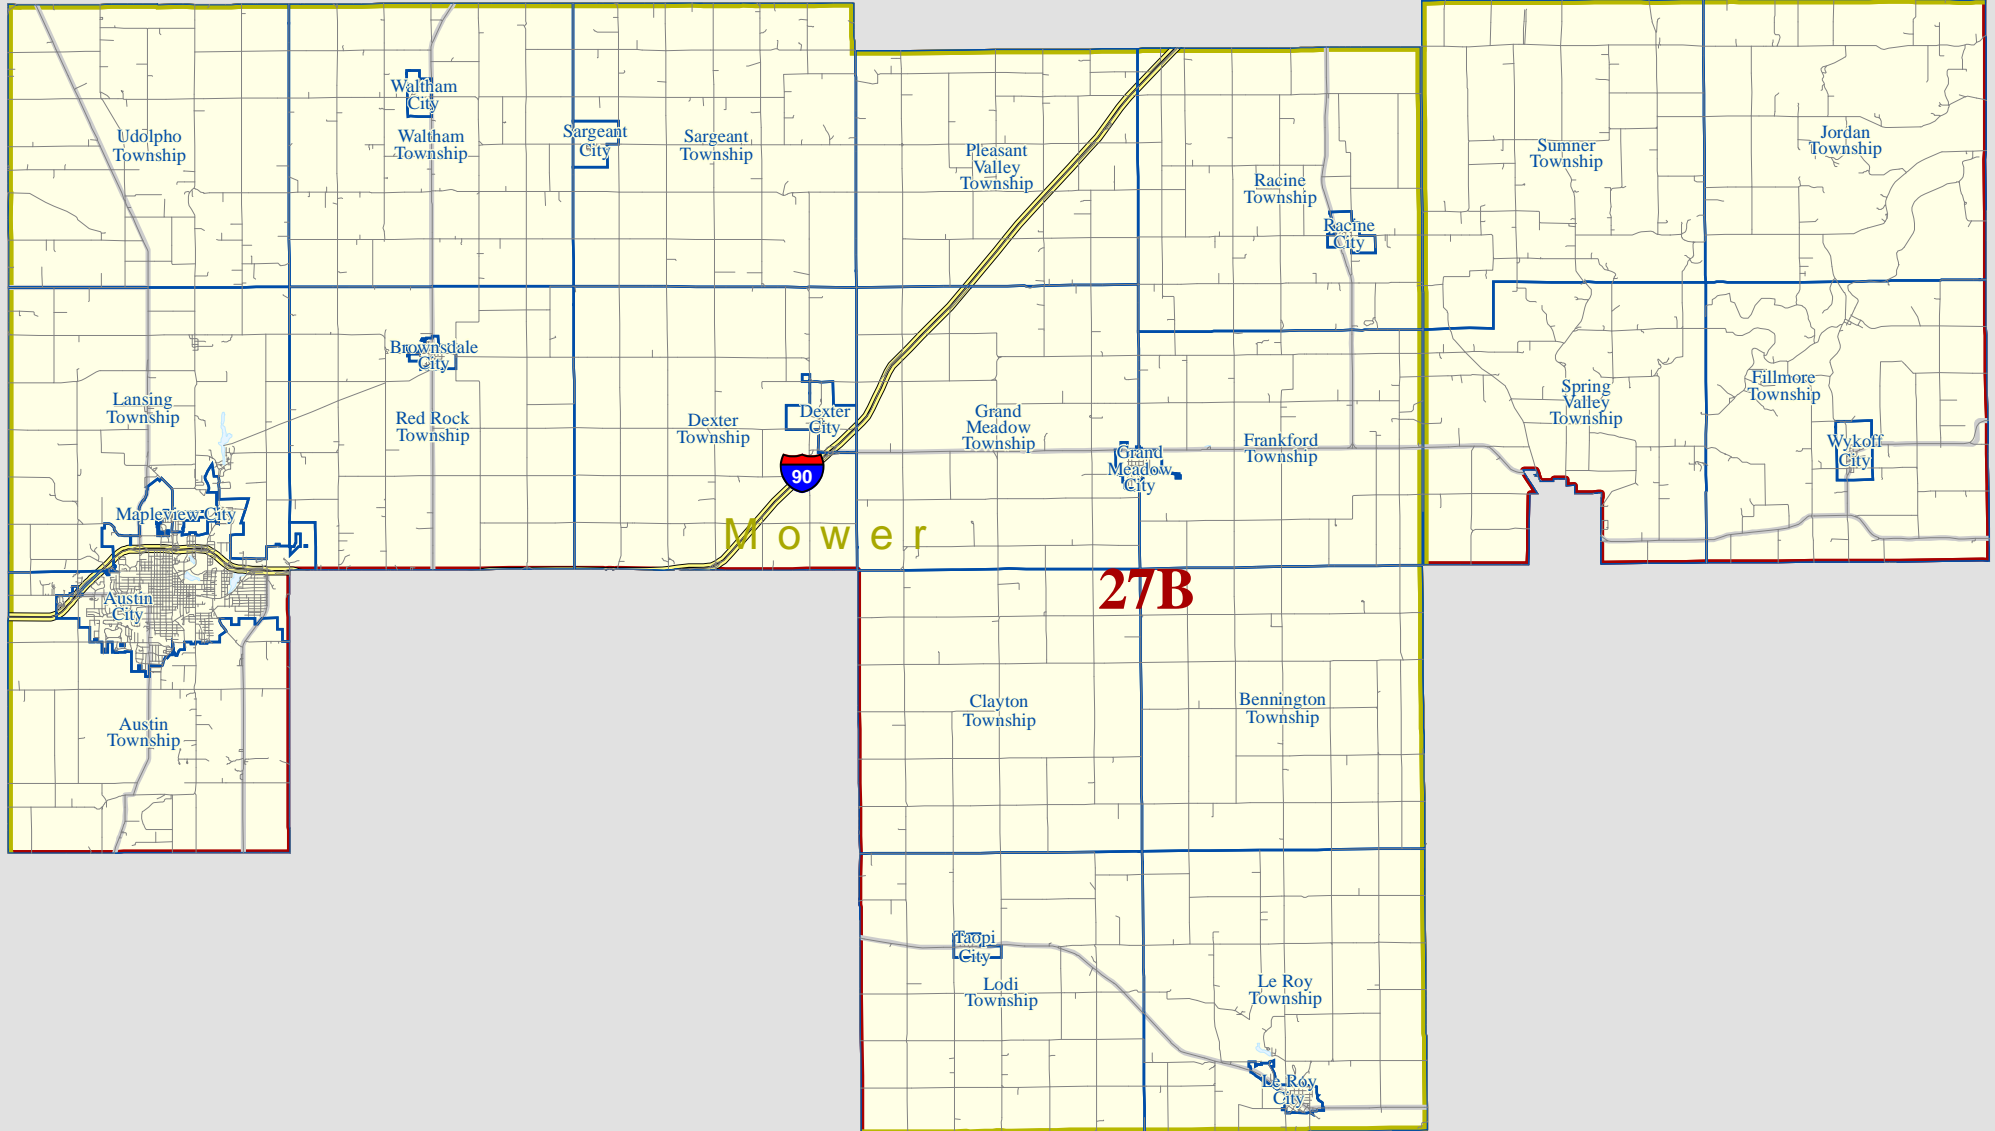 Waltham
City
Udolpho
Township
Waltham
Township
Sargeant
City
Sargeant
Township
Pleasant
Valley
Township
Racine
Township
Racine
City
Sumner
Township
Jordan
Township
Lansing
Township
Brownsdale
City
Red Rock
Township
Dexter
Township
Dexter
City
90
Grand
Meadow
Township
Grand
Meadow
City
Frankford
Township
Spring
Valley
Township
Fillmore
Township
Wykoff
City
Mapleview City
Mower
27B
Austin
City
Austin
Township
Clayton
Township
Bennington
Township
Taopi
City
Lodi
Township
Le Roy
Township
Le Roy
City